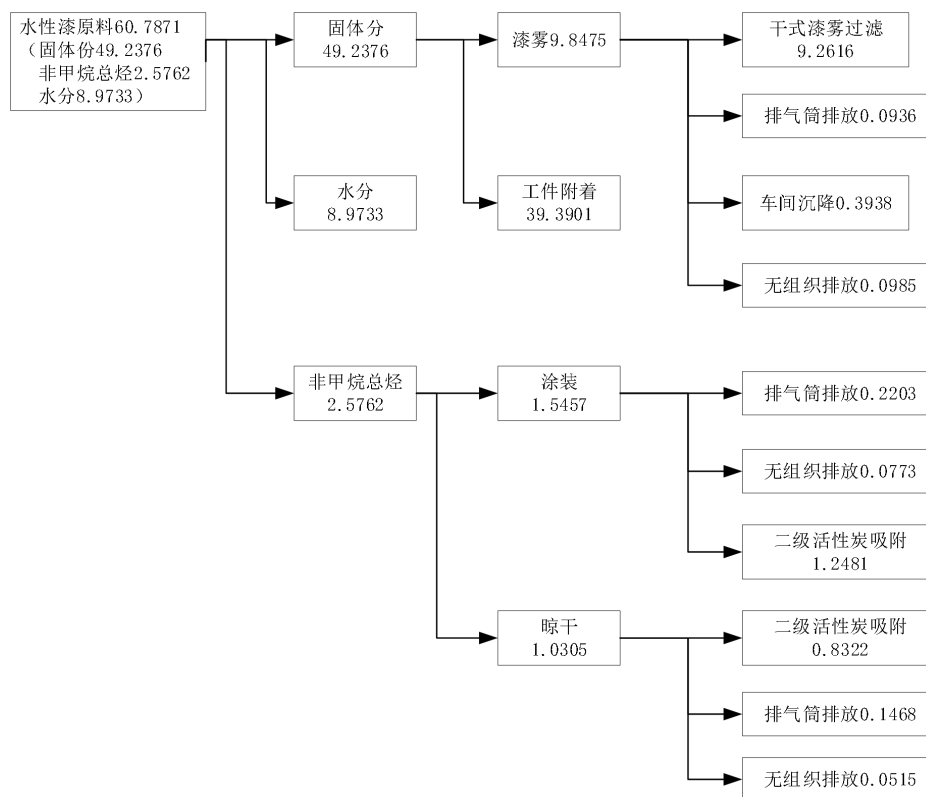 水性漆原料60.7871
（固体份49.2376
非甲烷总烃2.5762
水分8.9733）
固体分
49.2376
漆雾9.8475
干式漆雾过滤
9.2616
排气筒排放0.0936
水分
8.9733
工件附着
39.3901
车间沉降0.3938
无组织排放0.0985
非甲烷总烃
2.5762
涂装
1.5457
排气筒排放0.2203
无组织排放0.0773
二级活性炭吸附
1.2481
晾干
1.0305
二级活性炭吸附
0.8322
排气筒排放0.1468
无组织排放0.0515